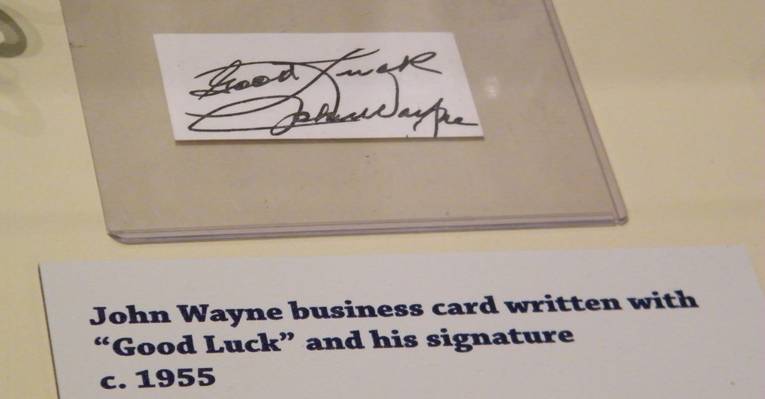 Good Luck
John Wayne
John Wayne business card written with
“Good Luck” and his signature
c. 1955